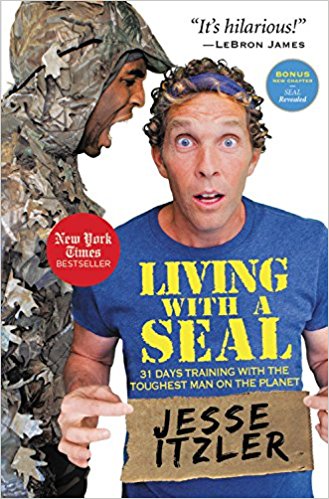 “It's hilarious!”
—LeBron James
BONUS
NEW CHAPTER
SEAL
Revealed
New York
Times
BESTSELLER
LIVING
WITH A
SEAL
31 DAYS TRAINING WITH THE
TOUGHEST MAN ON THE PLANET
JESSE
ITZLER